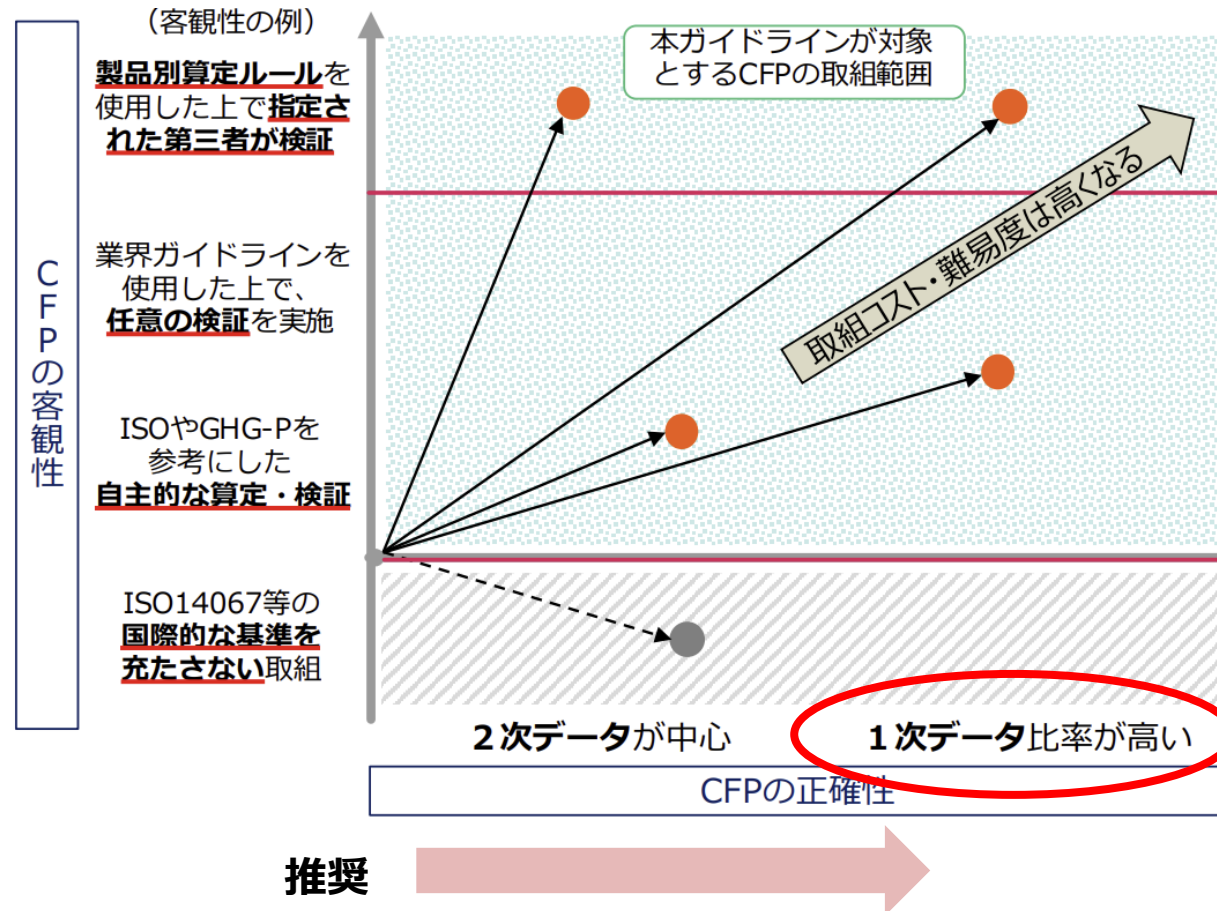 （客観性の例）
製品別算定ルールを
使用した上で指定さ
れた第三者が検証
業界ガイドラインを
使用した上で、
任意の検証を実施
ISOやGHG-Pを
参考にした
自主的な算定・検証
ISO14067等の
国際的な基準を
充たさない取組
CFPの客観性
本ガイドラインが対象
とするCFPの取組範囲
取組コスト・難易度は高くなる
２次データが中心
１次データ比率が高い
CFPの正確性
推奨